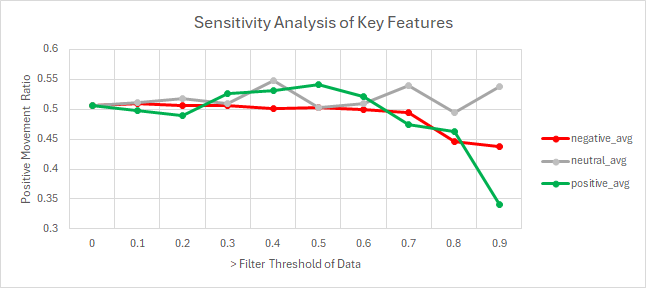 Sensitivity Analysis of Key Features
Positive Movement Ratio
0.6
0.55
0.5
0.45
0.4
0.35
0.3
0 0.1 0.2 0.3 0.4 0.5 0.6 0.7 0.8 0.9
> Filter Threshold of Data
negative_avg
neutral_avg
positive_avg